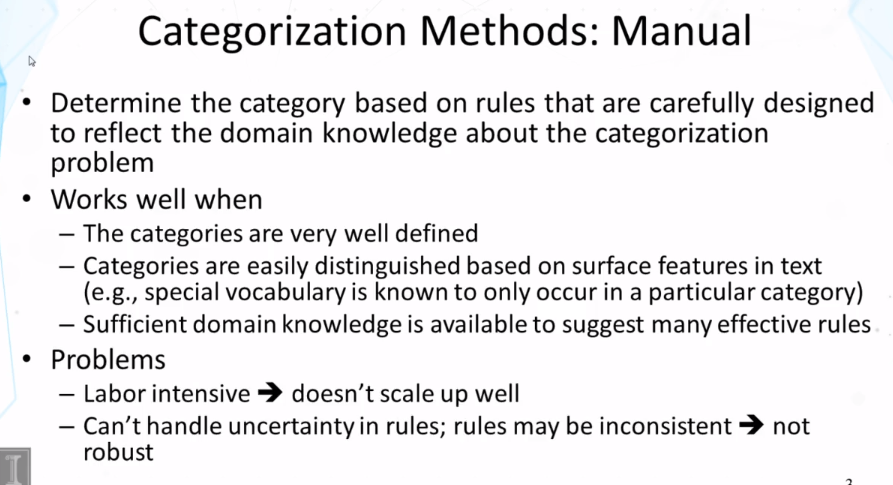 Categorization Methods: Manual
• Determine the category based on rules that are carefully designed
to reflect the domain knowledge about the categorization
problem
• Works well when
– The categories are very well defined
– Categories are easily distinguished based on surface features in text
(e.g., special vocabulary is known to only occur in a particular category)
– Sufficient domain knowledge is available to suggest many effective rules
• Problems
– Labor intensive ➔ doesn’t scale up well
– Can’t handle uncertainty in rules; rules may be inconsistent ➔ not
robust
I